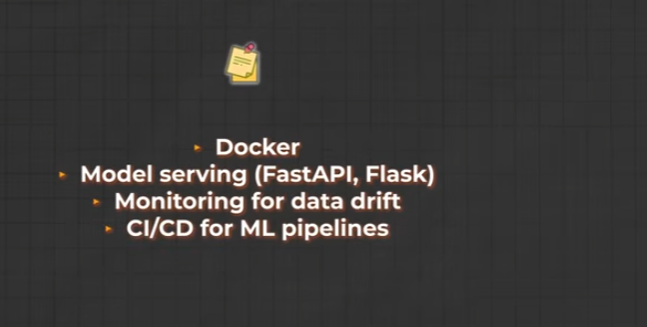 Docker
Model serving (FastAPI, Flask)
Monitoring for data drift
CI/CD for ML pipelines